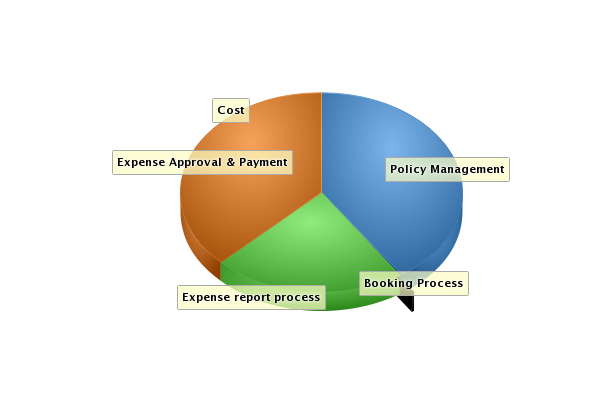 Cost
Expense Approval & Payment
Policy Management
Booking Process
Expense report process